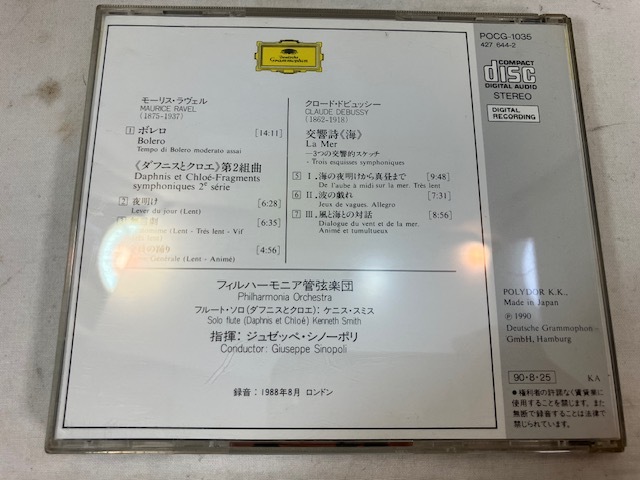 Deutsche
Grammophon
モーリス・ラヴェル
MAURICE RAVEL
(1875-1937)
1 ボレロ [14:11]
Bolero
Tempo di Bolero moderato assai
《ダフニスとクロエ》第2組曲
Daphnis et Chloé-Fragments
symphoniques 2e série
2 夜明け [6:28]
Lever du jour (Lent)
劇 [6:35]
(Lent - Très lent - Vif
の踊り [4:56]
Générale (Lent - Animé)
クロード・ドビュッシー
CLAUDE DEBUSSY
(1862-1918)
交響詩《海》
La Mer
—3つの交響的スケッチ
- Trois esquisses symphoniques
5 I. 海の夜明けから真昼まで [9:48]
De l'aube à midi sur la mer. Très lent
6 II. 波の戯れ [7:31]
Jeux de vagues. Allegro
7 III. 風と海との対話 [8:56]
Dialogue du vent et de la mer.
Animé et tumultueux
フィルハーモニア管弦楽団
Philharmonia Orchestra
フルート・ソロ(ダフニスとクロエ):ケニス・スミス
Solo flute (Daphnis et Chloé) Kenneth Smith
指揮:ジュゼッペ・シノーポリ
Conductor: Giuseppe Sinopoli
録音:1988年8月 ロンドン
POCG-1035
427 644-2
COMPACT
disc
DIGITAL AUDIO
STEREO
DIGITAL
RECORDING
POLYDOR K.K.,
Made in Japan
Ⓟ 1990
Deutsche Grammophon
GmbH, Hamburg
90・8・25 KA
●権利者の許諾なく賃貸業に
使用することを禁じます。また
無断で録音することは法律で
禁じられています。